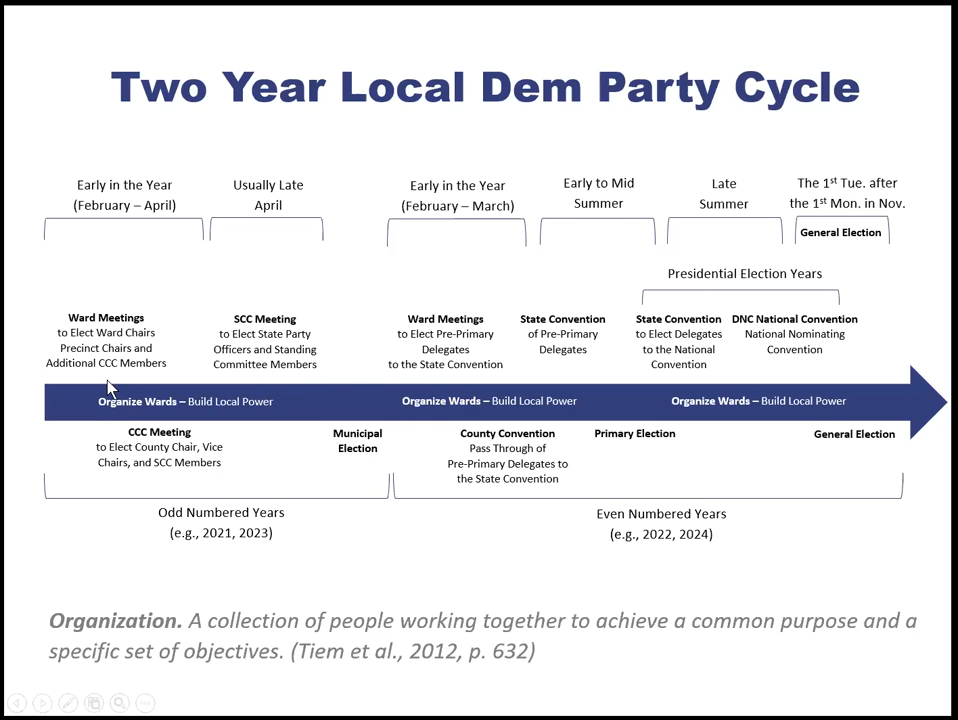 Two Year Local Dem Party Cycle
Early in the Year
(February – April)
Usually Late
April
Early in the Year
(February – March)
Early to Mid
Summer
Late
Summer
The 1st Tue. after
the 1st Mon. in Nov.
General Election
Presidential Election Years
Ward Meetings
to Elect Ward Chairs
Precinct Chairs and
Additional CCC Members
SCC Meeting
to Elect State Party
Officers and Standing
Committee Members
Ward Meetings
to Elect Pre-Primary
Delegates
to the State Convention
State Convention
of Pre-Primary
Delegates
State Convention
to Elect Delegates
to the National
Convention
DNC National Convention
National Nominating
Convention
Organize Wards – Build Local Power
Organize Wards – Build Local Power
Organize Wards – Build Local Power
CCC Meeting
to Elect County Chair, Vice
Chairs, and SCC Members
Municipal
Election
County Convention
Pass Through of
Pre-Primary Delegates to
the State Convention
Primary Election
General Election
Odd Numbered Years
(e.g., 2021, 2023)
Even Numbered Years
(e.g., 2022, 2024)
Organization. A collection of people working together to achieve a common purpose and a
specific set of objectives. (Tiem et al., 2012, p. 632)